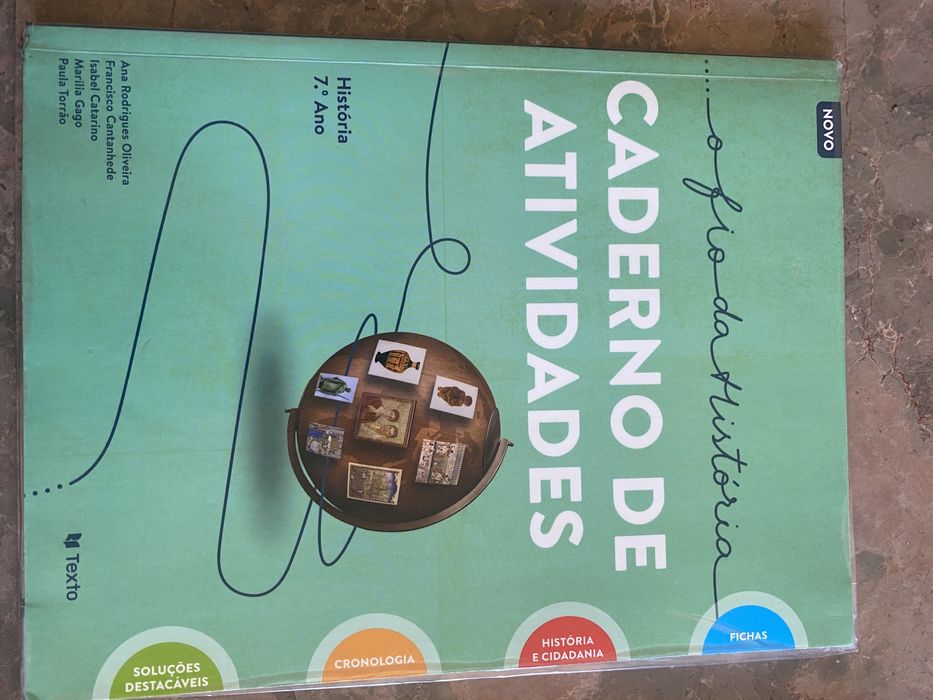 NOVO
o fio da História
CADERNO DE
ATIVIDADES
História
7.º Ano
Ana Rodrigues Oliveira
Francisco Cantanhede
Isabel Catarino
Marília Gago
Paula Torrão
FICHAS
HISTÓRIA
E CIDADANIA
CRONOLOGIA
SOLUÇÕES
DESTACÁVEIS
Texto